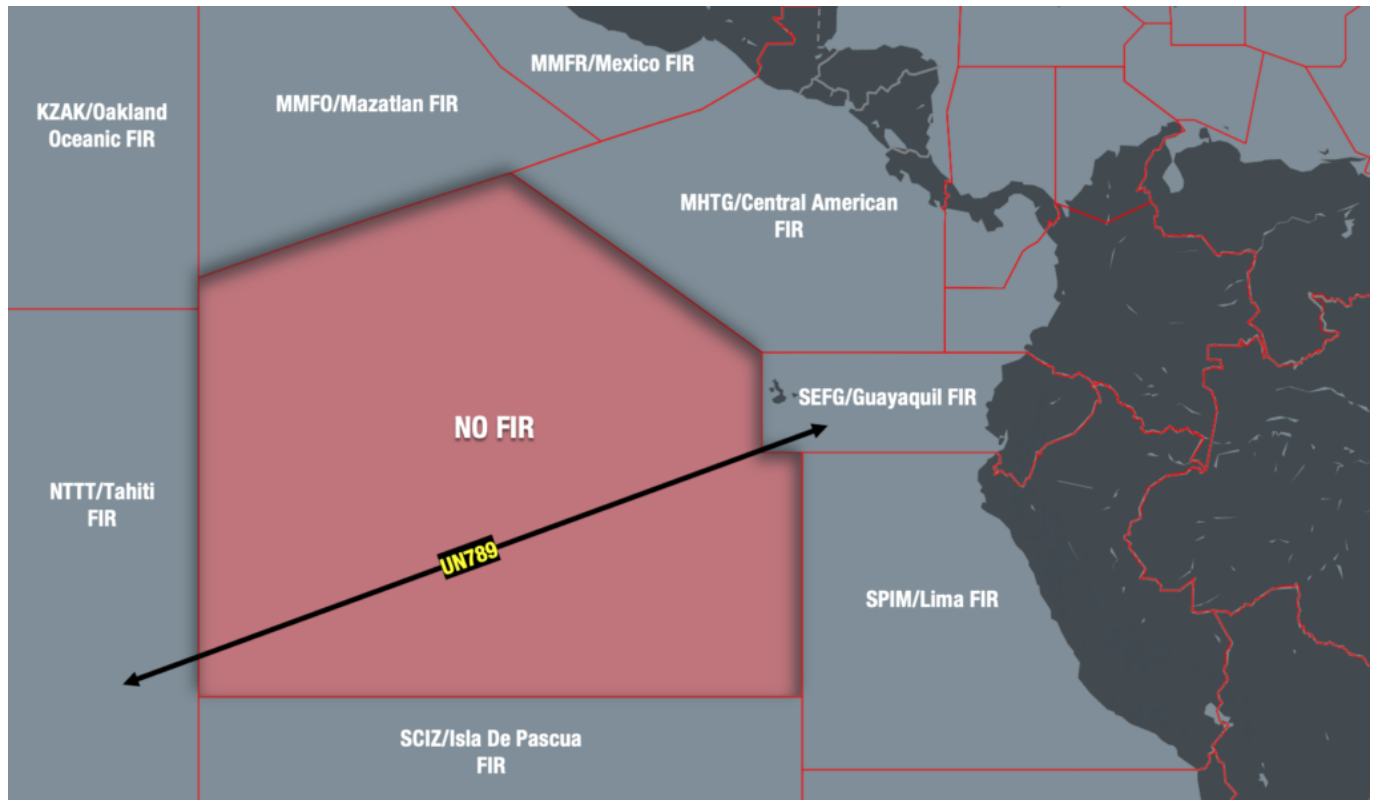 MMFR/Mexico FIR
KZAK/Oakland
Oceanic FIR
MMFO/Mazatlan FIR
MHTG/Central American
FIR
NO FIR
SEFG/Guayaquil FIR
NTTT/Tahiti
FIR
UN789
SPIM/Lima FIR
SCIZ/Isla De Pascua
FIR